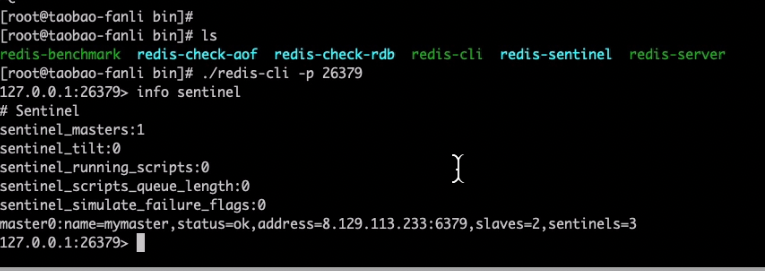 [root@taobao-fanli bin]#
[root@taobao-fanli bin]# ls
redis-benchmark redis-check-aof redis-check-rdb redis-cli redis-sentinel redis-server
[root@taobao-fanli bin]# ./redis-cli -p 26379
127.0.0.1:26379> info sentinel
# Sentinel
sentinel_masters:1
sentinel_tilt:0
sentinel_running_scripts:0
sentinel_scripts_queue_length:0
sentinel_simulate_failure_flags:0
master0:name=mymaster,status=ok,address=8.129.113.233:6379,slaves=2,sentinels=3
127.0.0.1:26379>